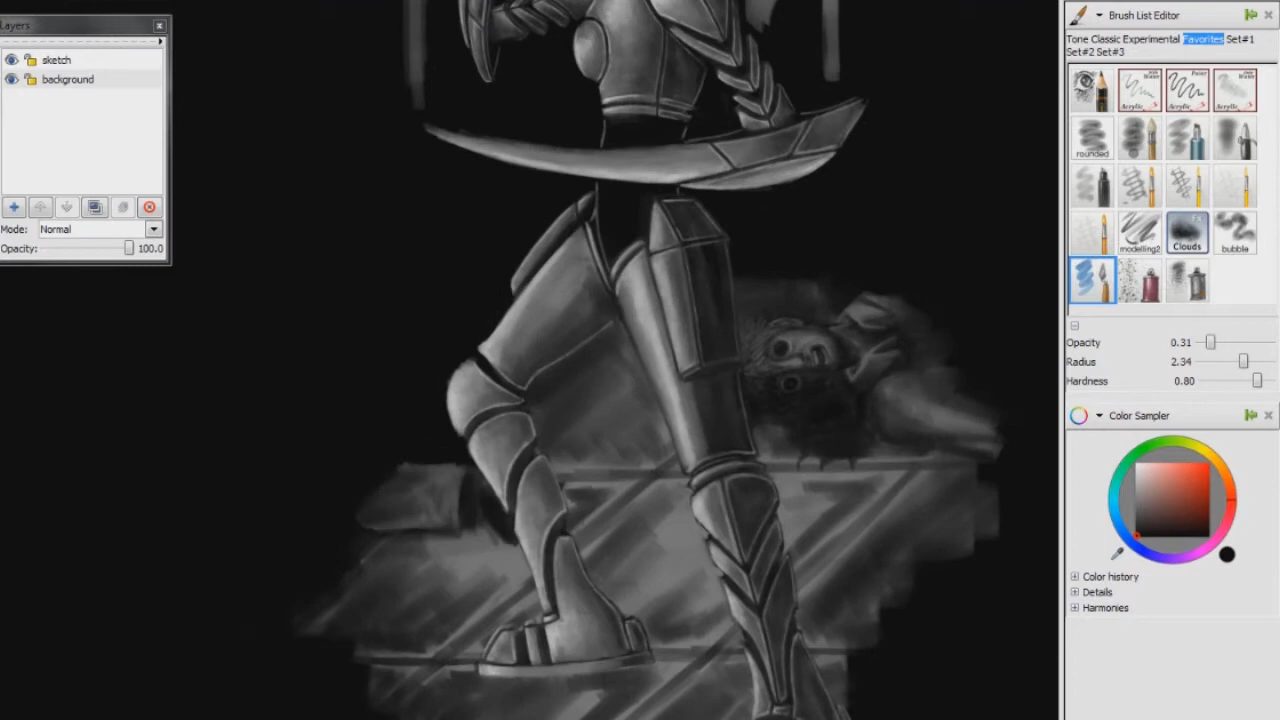 Layers
sketch
background
Mode: Normal
Opacity: 100.0
Brush List Editor
Tone Classic Experimental Favorites Set#1
Set#2 Set#3
rounded
modelling2
FX
Clouds
bubble
Opacity 0.31
Radius 2.34
Hardness 0.80
Color Sampler
Color history
Details
Harmonies